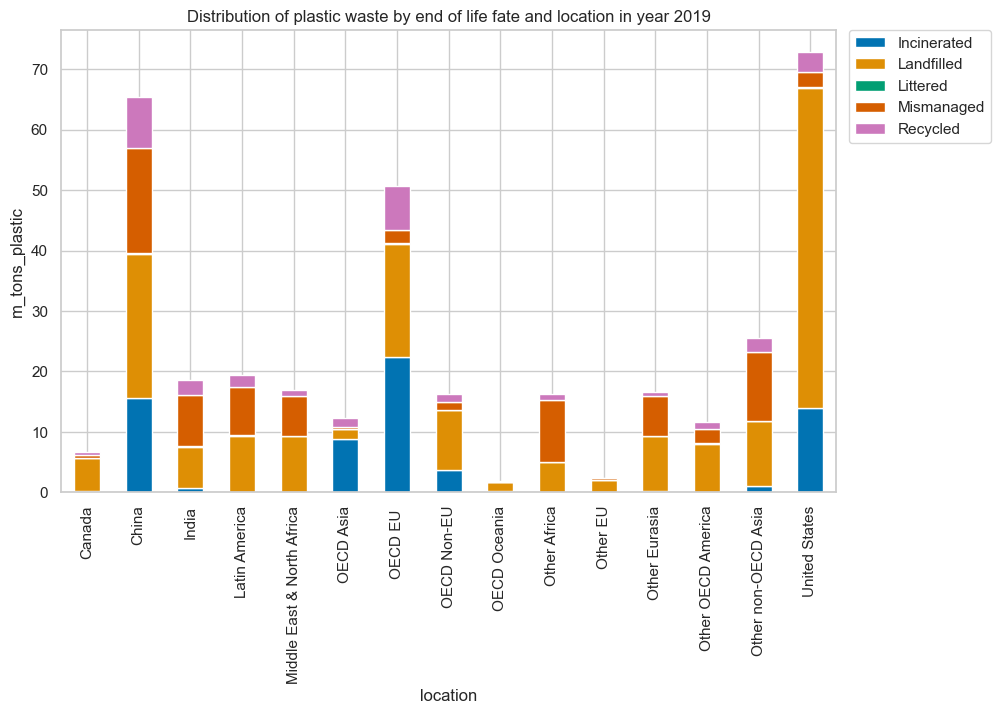 Distribution of plastic waste by end of life fate and location in year 2019
Incinerated
Landfilled
Littered
Mismanaged
Recycled
m_tons_plastic
70
60
50
40
30
20
10
0
Canada
China
India
Latin America
Middle East & North Africa
OECD Asia
OECD EU
OECD Non-EU
OECD Oceania
Other Africa
Other EU
Other Eurasia
Other OECD America
Other non-OECD Asia
United States
location